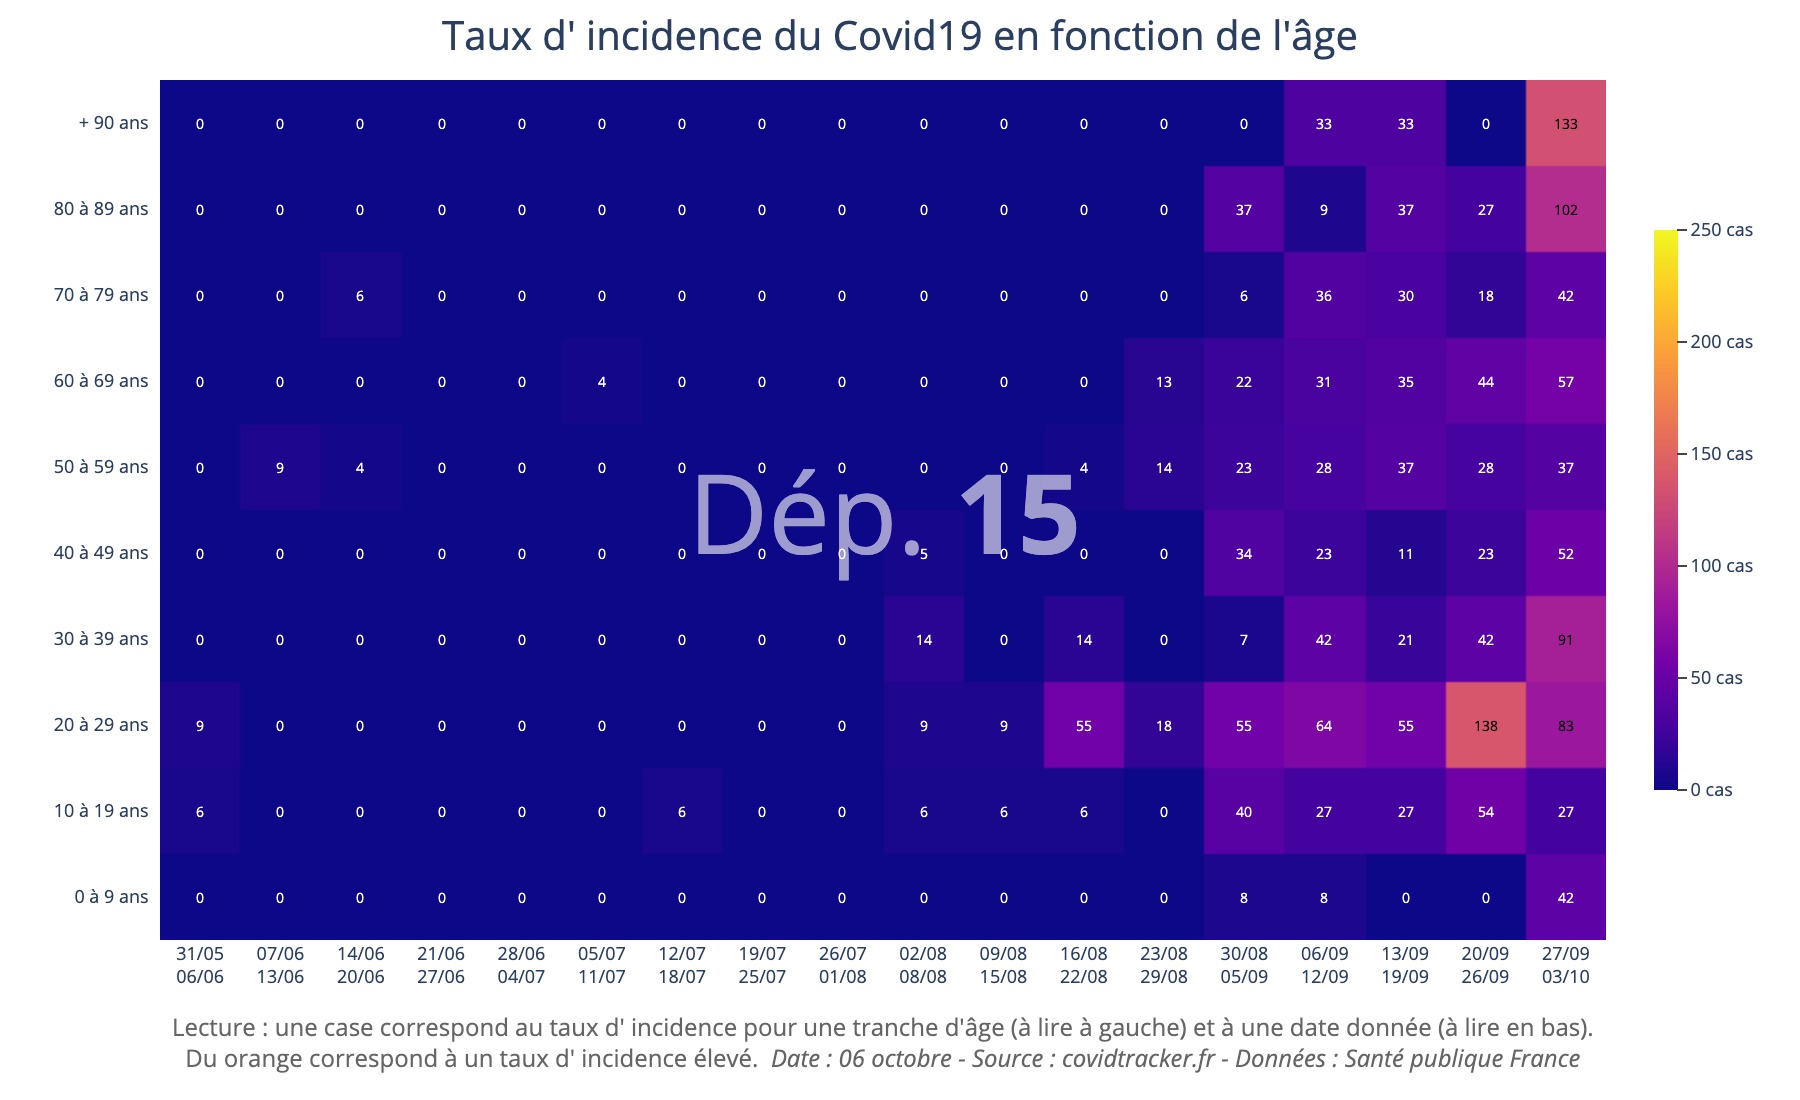 Taux d' incidence du Covid19 en fonction de l'âge
+ 90 ans 0 0 0 0 0 0 0 0 0 0 0 0 0 0 33 33 0 133
80 à 89 ans 0 0 0 0 0 0 0 0 0 0 0 0 0 37 9 37 27 102
250 cas
70 à 79 ans 0 0 6 0 0 0 0 0 0 0 0 0 0 6 36 30 18 42
200 cas
60 à 69 ans 0 0 0 0 0 4 0 0 0 0 0 0 13 22 31 35 44 57
150 cas
50 à 59 ans 0 9 4 0 0 0 0 0 0 0 0 4 14 23 28 37 28 37
Dép. 15
40 à 49 ans 0 0 0 0 0 0 0 0 0 5 0 0 0 34 23 11 23 52
100 cas
30 à 39 ans 0 0 0 0 0 0 0 0 0 14 0 14 0 7 42 21 42 91
50 cas
20 à 29 ans 9 0 0 0 0 0 0 0 0 9 9 55 18 55 64 55 138 83
0 cas
10 à 19 ans 6 0 0 0 0 0 6 0 0 6 6 6 0 40 27 27 54 27
0 à 9 ans 0 0 0 0 0 0 0 0 0 0 0 0 0 8 8 0 0 42
31/05 07/06 14/06 21/06 28/06 05/07 12/07 19/07 26/07 02/08 09/08 16/08 23/08 30/08 06/09 13/09 20/09 27/09
06/06 13/06 20/06 27/06 04/07 11/07 18/07 25/07 01/08 08/08 15/08 22/08 29/08 05/09 12/09 19/09 26/09 03/10
Lecture : une case correspond au taux d' incidence pour une tranche d'âge (à lire à gauche) et à une date donnée (à lire en bas).
Du orange correspond à un taux d' incidence élevé. Date : 06 octobre - Source : covidtracker.fr - Données : Santé publique France